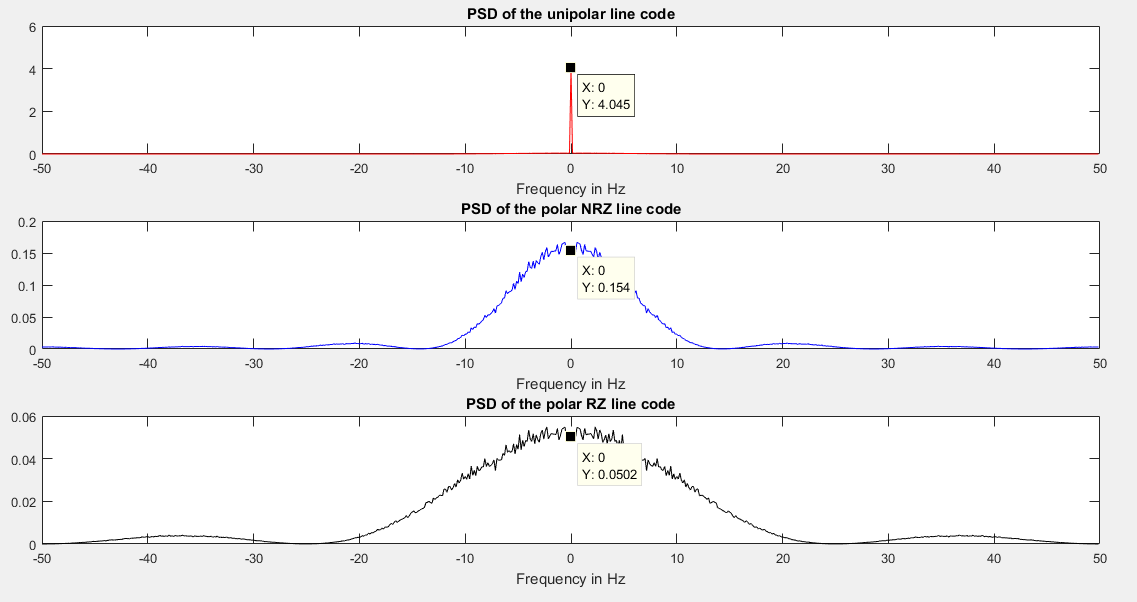 PSD of the unipolar line code
6
4
2
0
X: 0
Y: 4.045
-50 -40 -30 -20 -10 0 10 20 30 40 50
Frequency in Hz
PSD of the polar NRZ line code
0.2
0.15
0.1
0.05
0
X: 0
Y: 0.154
-50 -40 -30 -20 -10 0 10 20 30 40 50
Frequency in Hz
PSD of the polar RZ line code
0.06
0.04
0.02
0
X: 0
Y: 0.0502
-50 -40 -30 -20 -10 0 10 20 30 40 50
Frequency in Hz